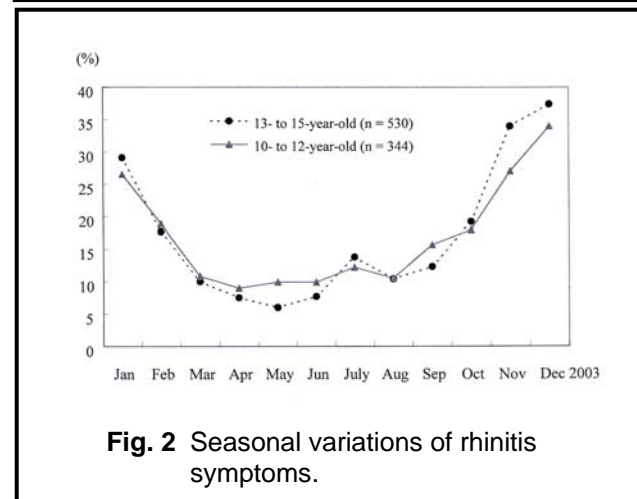 (%)
40
35
30
25
20
15
10
5
0
13- to 15-year-old (n = 530)
10- to 12-year-old (n = 344)
Jan Feb Mar Apr May Jun July Aug Sep Oct Nov Dec 2003
Fig. 2 Seasonal variations of rhinitis
symptoms.